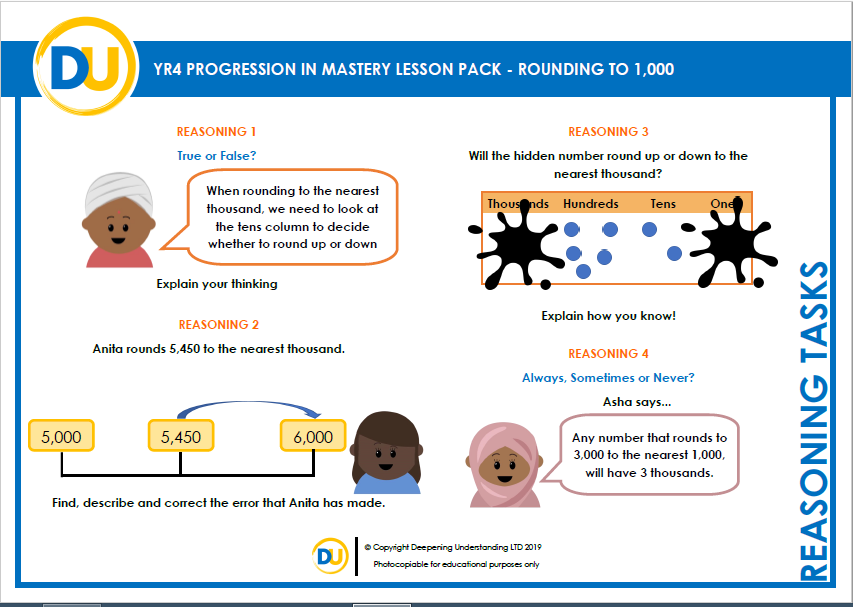 DU
YR4 PROGRESSION IN MASTERY LESSON PACK - ROUNDING TO 1,000
REASONING 1
True or False?
When rounding to the nearest
thousand, we need to look at
the tens column to decide
whether to round up or down
Explain your thinking
REASONING 2
Anita rounds 5,450 to the nearest thousand.
5,000
5,450
6,000
Find, describe and correct the error that Anita has made.
REASONING 3
Will the hidden number round up or down to the
nearest thousand?
Thousands Hundreds Tens Ones
Explain how you know!
REASONING 4
Always, Sometimes or Never?
Asha says...
Any number that rounds to
3,000 to the nearest 1,000,
will have 3 thousands.
REASONING TASKS
DU
© Copyright Deepening Understanding LTD 2019
Photocopiable for educational purposes only